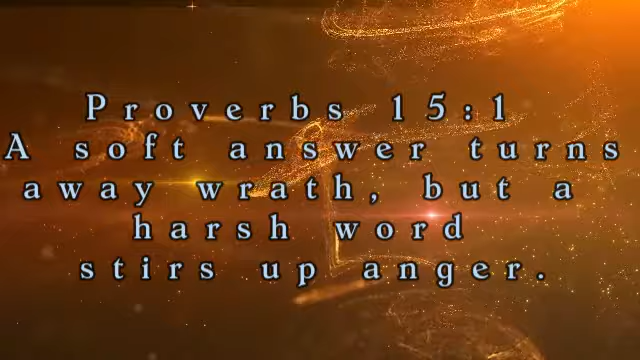 Proverbs 15:1
A soft answer turns
away wrath, but a
harsh word
stirs up anger.